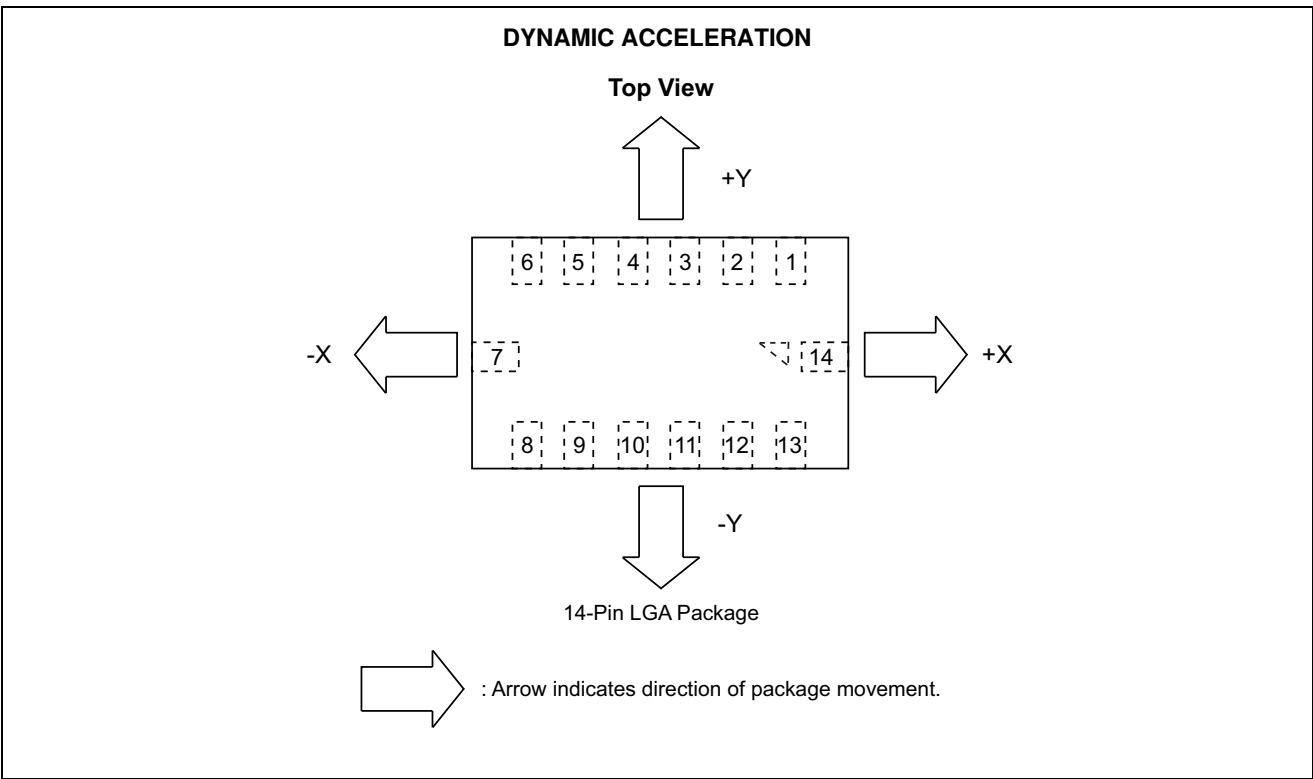 DYNAMIC ACCELERATION
Top View
+Y
6 5 4 3 2 1
-X 7 14 +X
8 9 10 11 12 13
-Y
14-Pin LGA Package
: Arrow indicates direction of package movement.